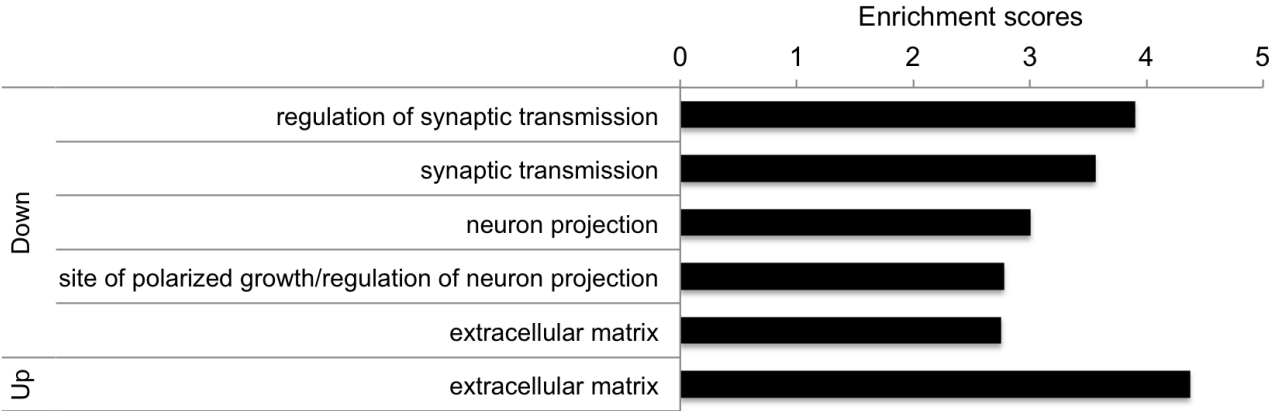 Enrichment scores
0 1 2 3 4 5
Down
regulation of synaptic transmission
synaptic transmission
neuron projection
site of polarized growth/regulation of neuron projection
extracellular matrix
Up
extracellular matrix